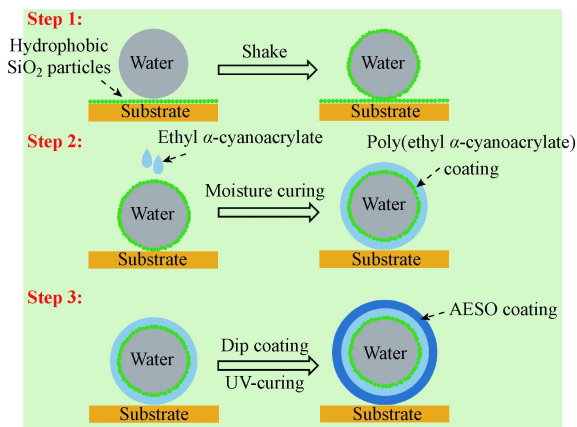 Step 1:
Hydrophobic
SiO2 particles
Water
Shake
Water
Substrate
Substrate
Step 2:
Ethyl α-cyanoacrylate
Poly(ethyl α-cyanoacrylate)
coating
Water
Moisture curing
Water
Substrate
Substrate
Step 3:
AESO coating
Water
Dip coating
UV-curing
Water
Substrate
Substrate